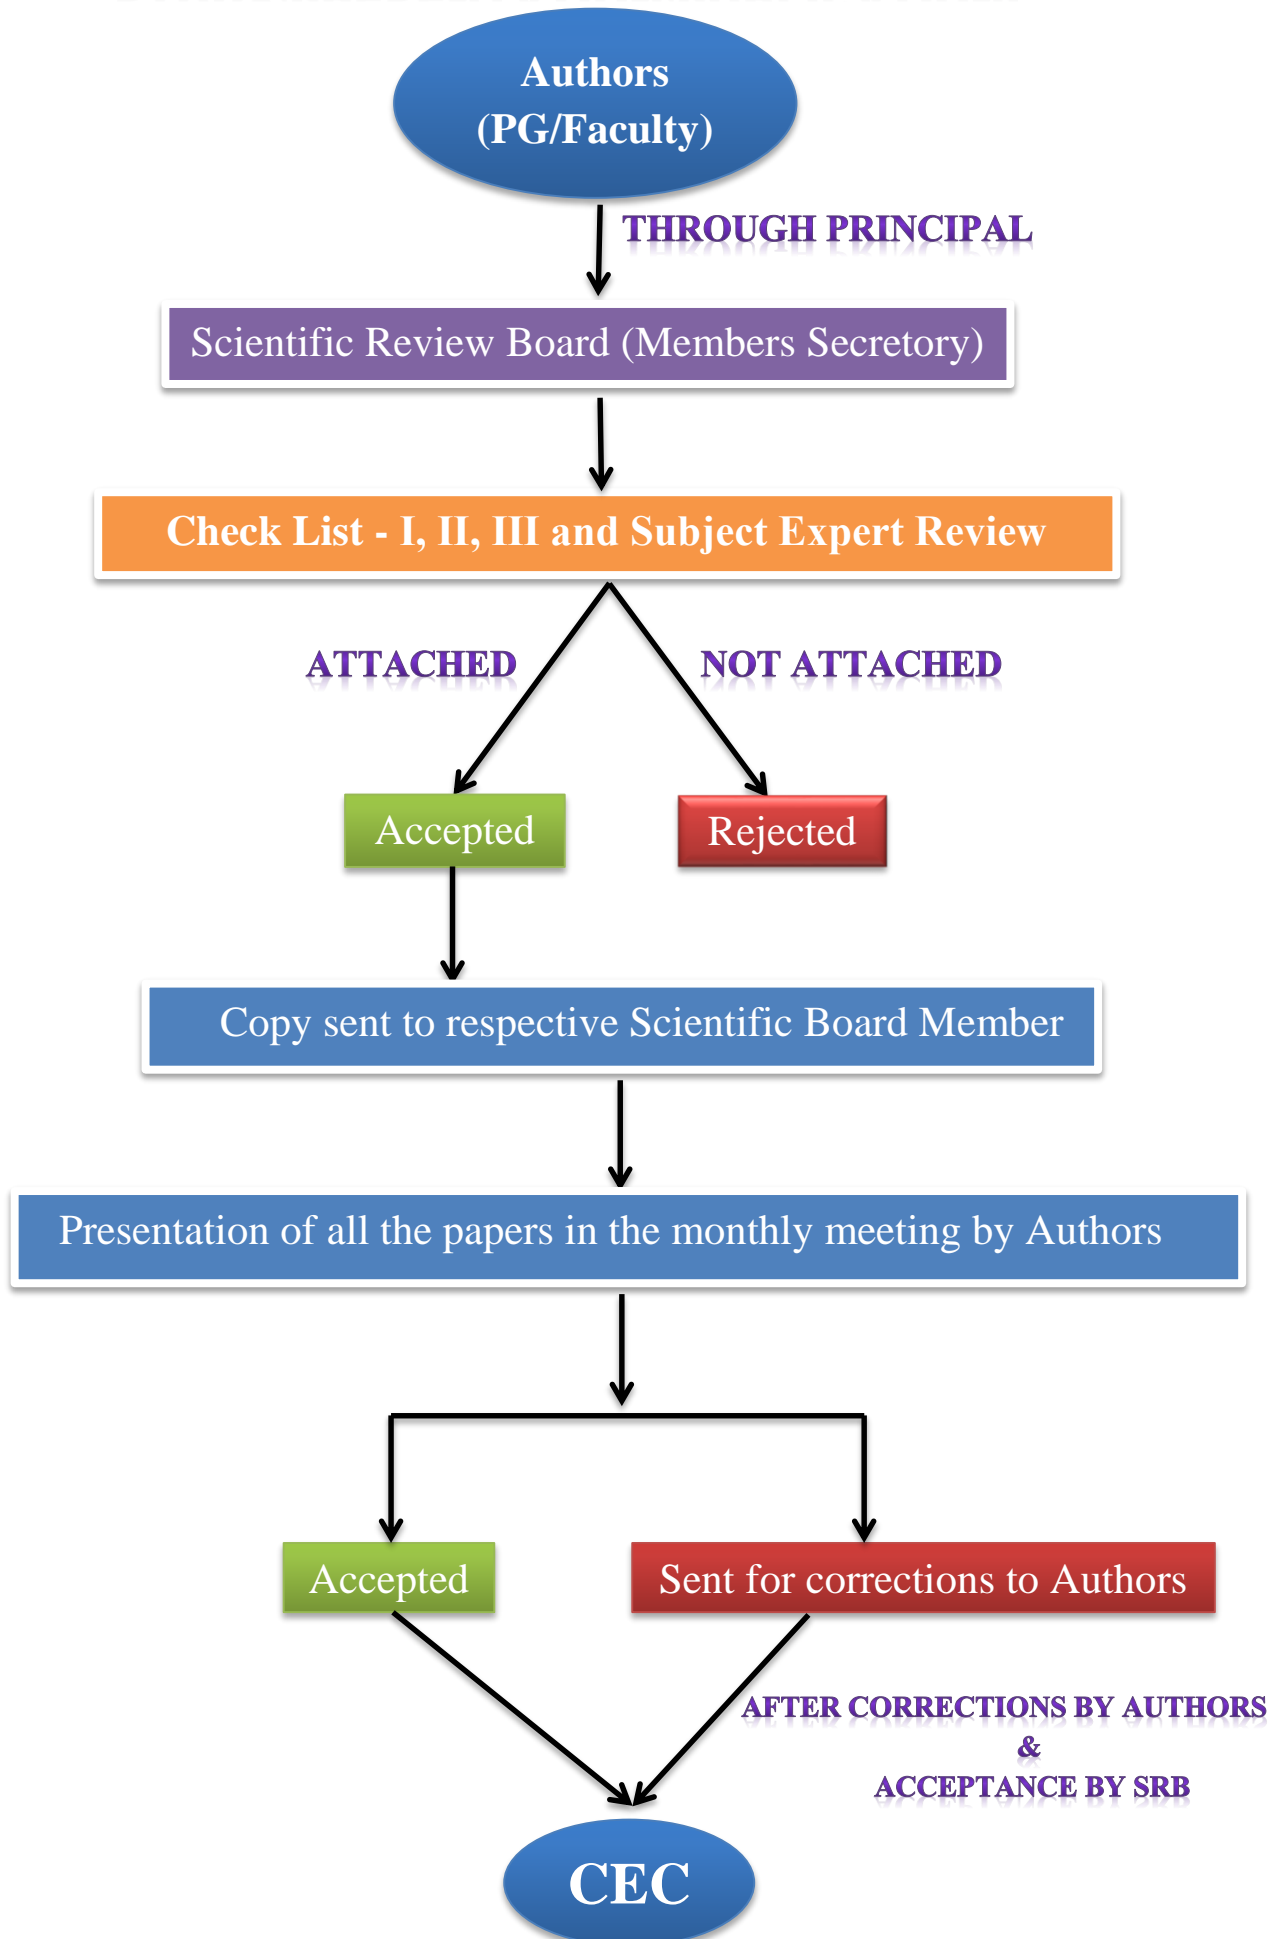 Authors
(PG/Faculty)
THROUGH PRINCIPAL
Scientific Review Board (Members Secretory)
Check List - I, II, III and Subject Expert Review
ATTACHED
NOT ATTACHED
Accepted
Rejected
Copy sent to respective Scientific Board Member
Presentation of all the papers in the monthly meeting by Authors
Accepted
Sent for corrections to Authors
AFTER CORRECTIONS BY AUTHORS
&
ACCEPTANCE BY SRB
CEC